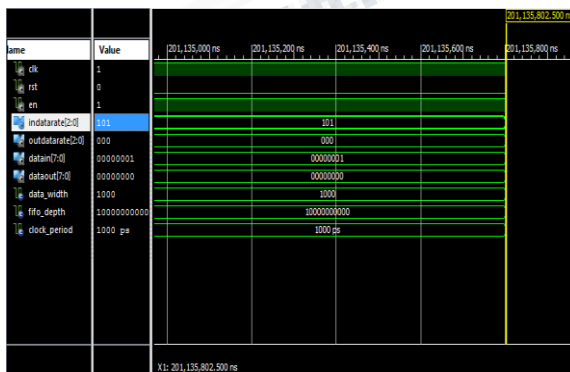 201,135,802.500 n
lame Value 201,135,000 ns 201,135,200 ns 201,135,400 ns 201,135,600 ns 201,135,800 ns
clk 1
rst 0
en 1
indatarate[2:0] 101 101
outdatarate[2:0] 000 000
datain[7:0] 00000001 00000001
dataout[7:0] 00000000 00000000
data_width 1000 1000
fifo_depth 10000000000 10000000000
clock_period 1000 ps 1000 ps
X1: 201,135,802.500 ns